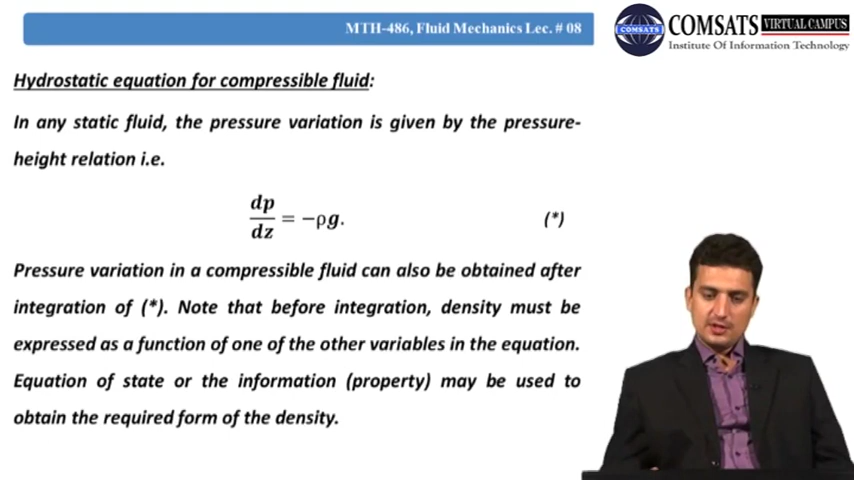 MTH-486, Fluid Mechanics Lec. # 08
COMSATS
COMSATS VIRTUAL CAMPUS
Institute Of Information Technology
Hydrostatic equation for compressible fluid:
In any static fluid, the pressure variation is given by the pressure-
height relation i.e.
dp/dz = −ρg. (*)
Pressure variation in a compressible fluid can also be obtained after
integration of (*). Note that before integration, density must be
expressed as a function of one of the other variables in the equation.
Equation of state or the information (property) may be used to
obtain the required form of the density.